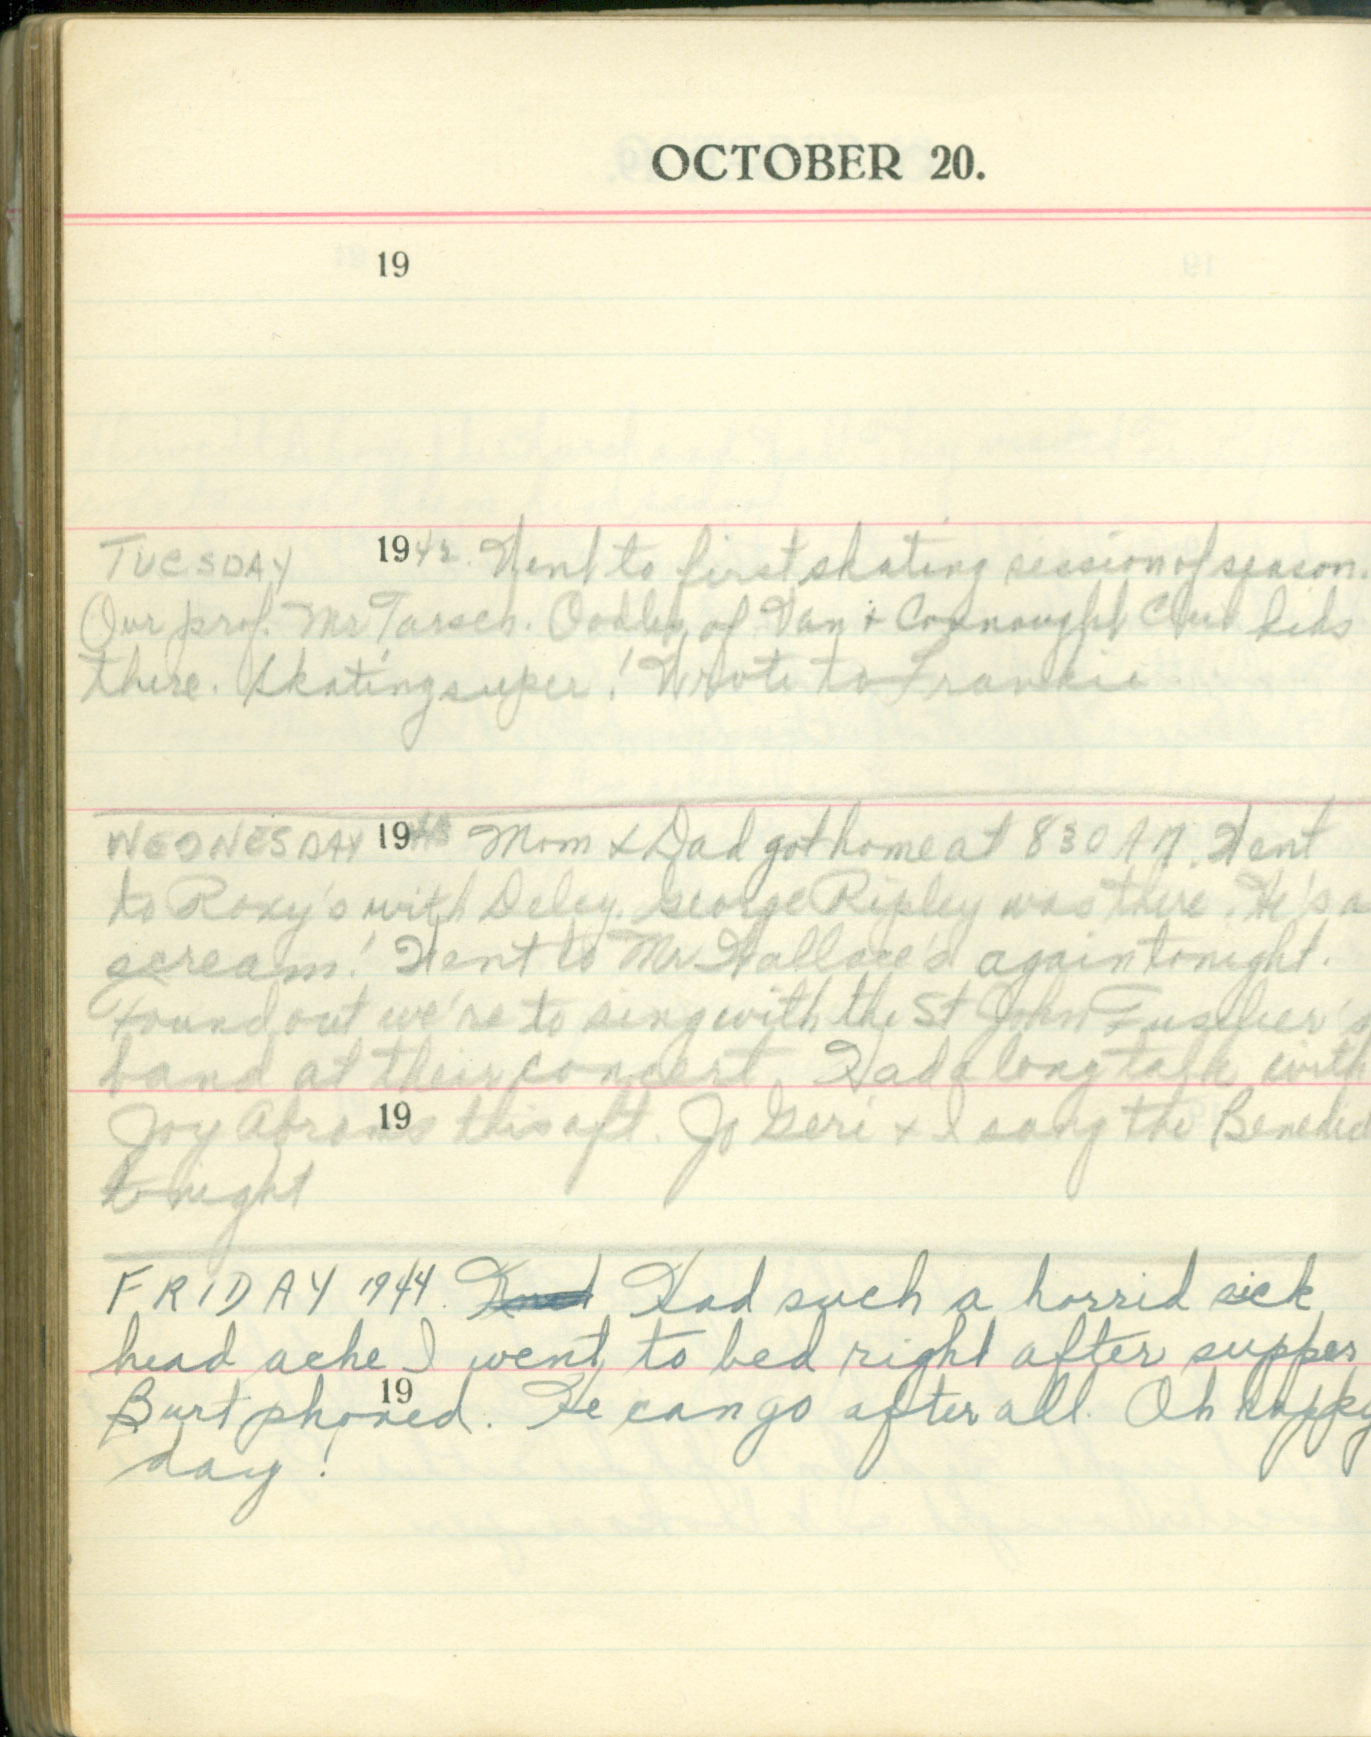 OCTOBER 20.
19
TUESDAY 1942. Went to first skating session of season.
Our prof. Mr Tarsch. Oodles of Van & Connaught Club kids
there. Skating super! Wrote to Frankie
WEDNESDAY 1943 Mom & Dad got home at 830 A M. Went
to Roxy's with Delcy. George Ripley was there. He's a
scream! Went to Mr Wallace's again tonight.
Found out we're to sing with the St John Fusilier's
band at their concert. Had a long talk with
19
Joy Abrams this aft. Jo Geri & I sang the Benedic
tonight
FRIDAY 1944. Had such a horrid sick
head ache I went to bed right after supper
19
Burt phoned. He can go after all. Oh happy
day!